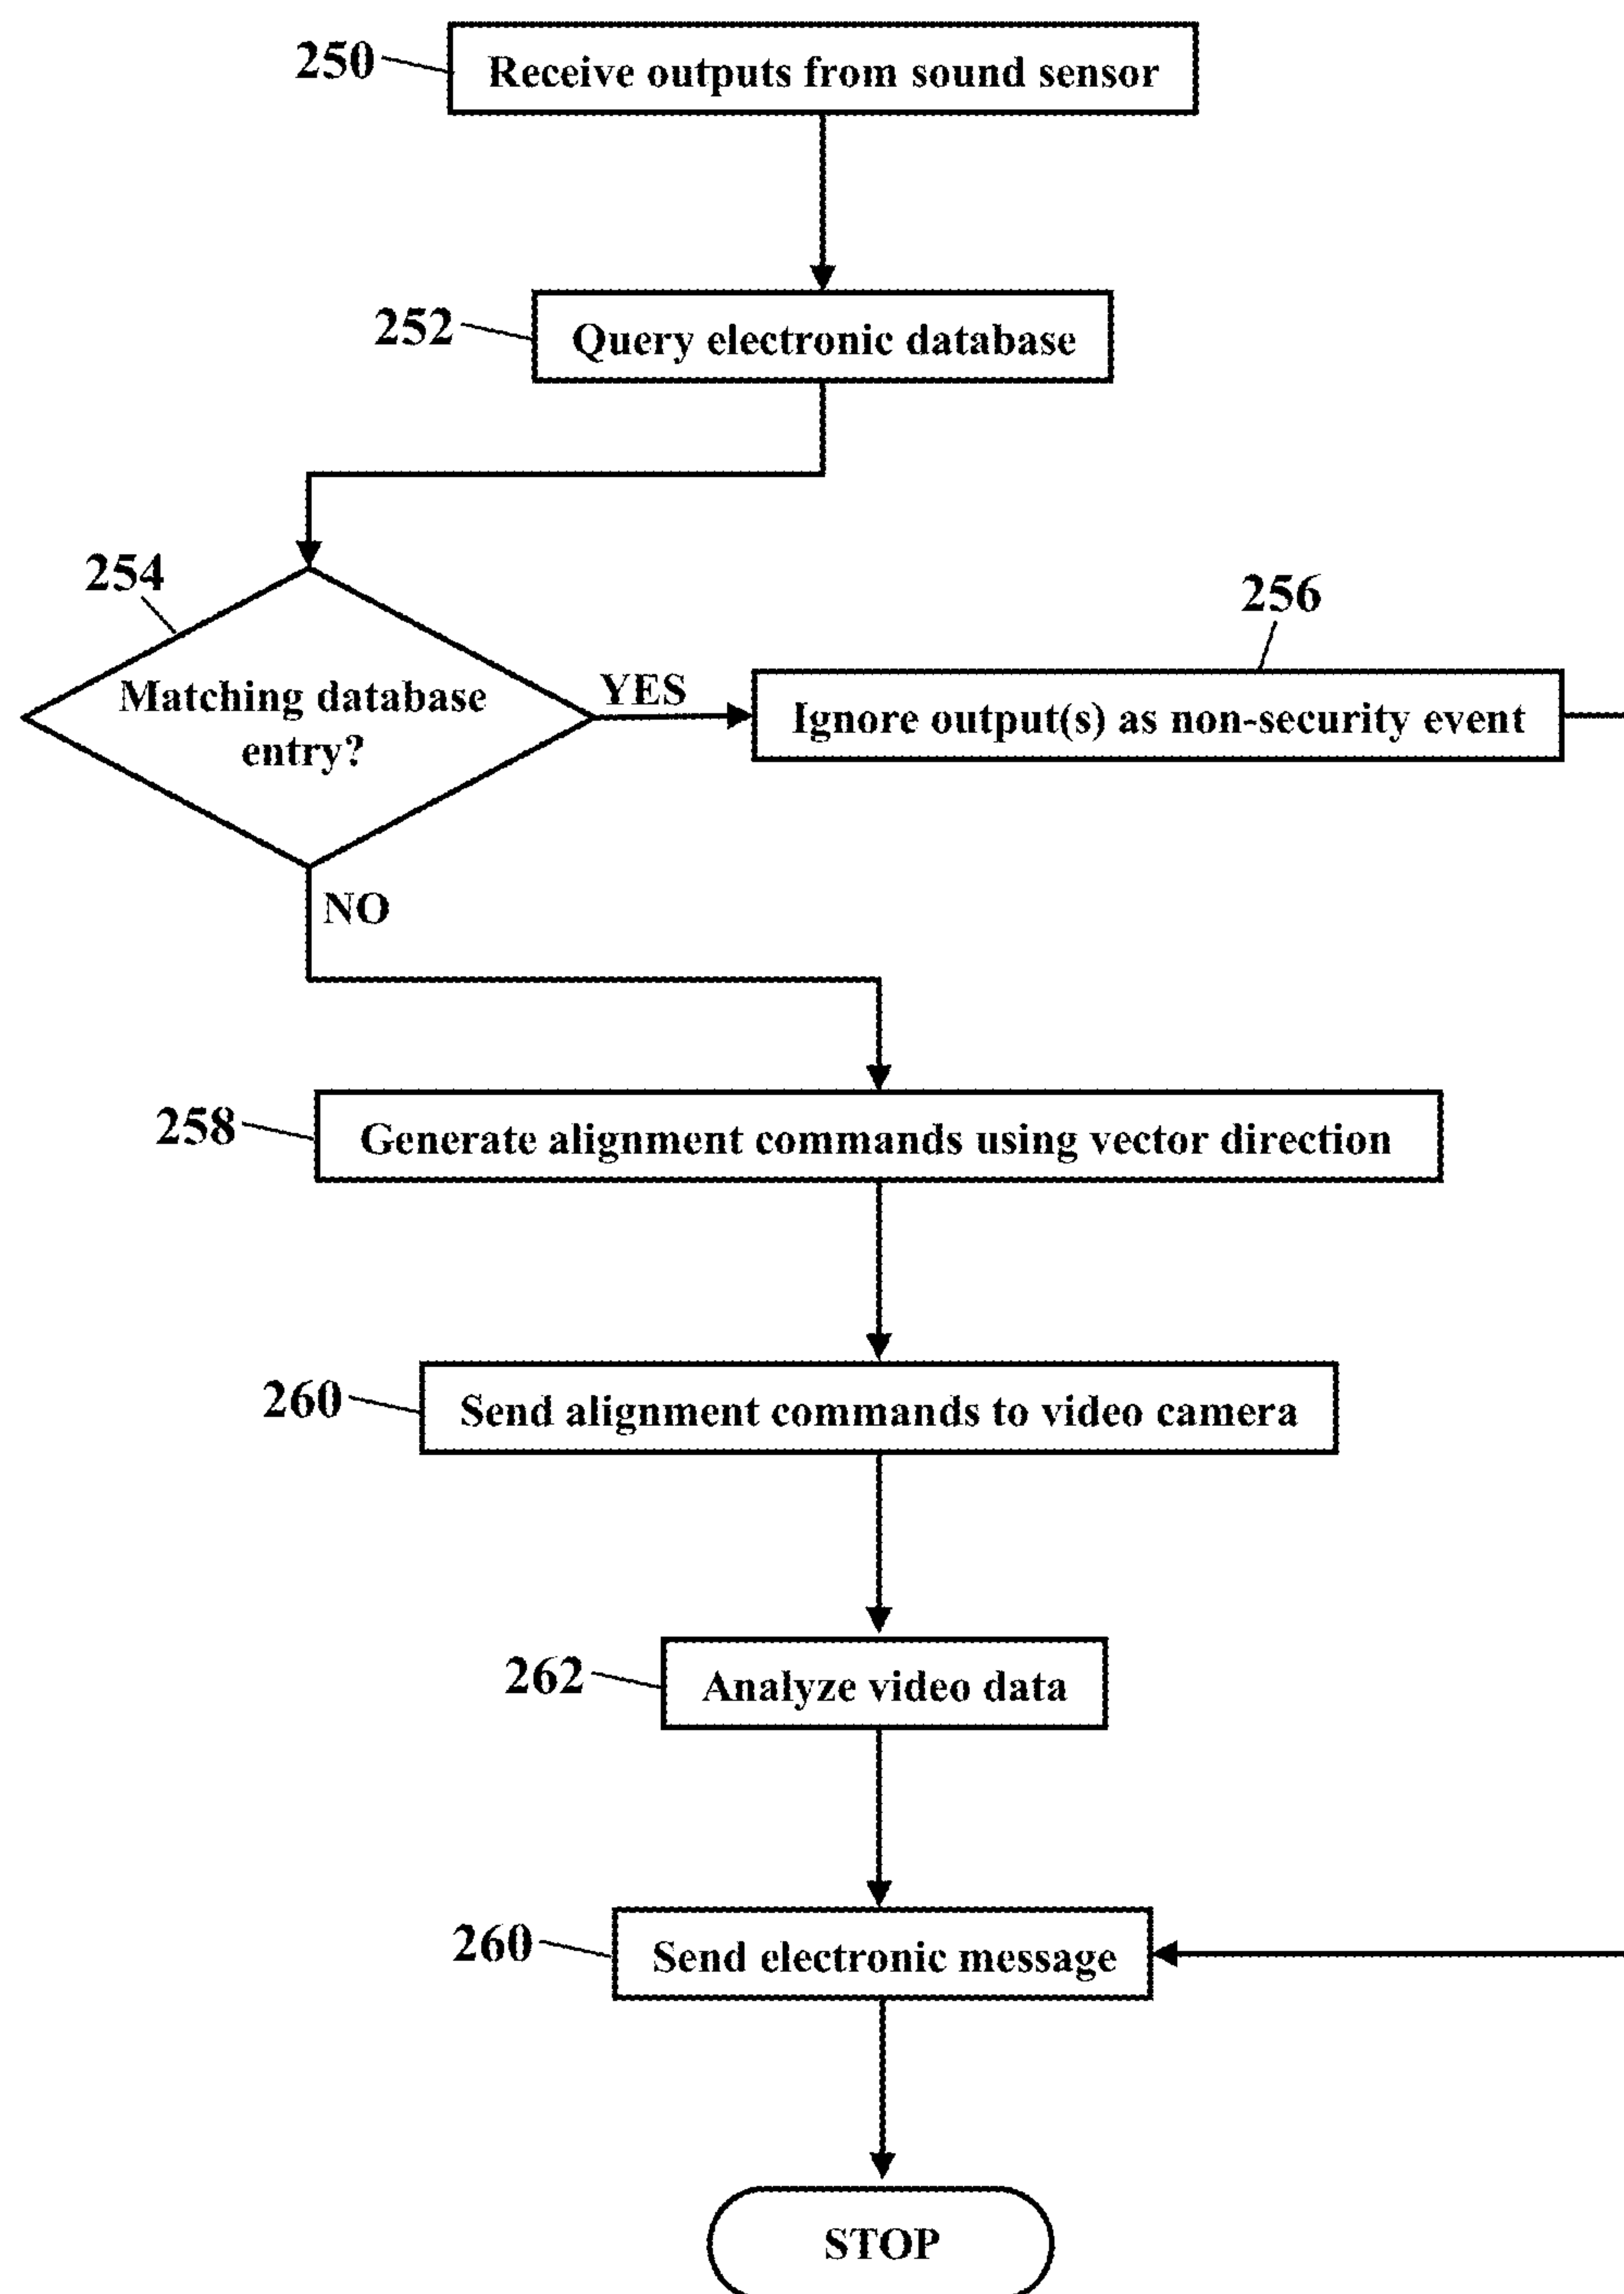 250
Receive outputs from sound sensor
252
Query electronic database
254
Matching database
entry?
YES
256
Ignore output(s) as non-security event
NO
258
Generate alignment commands using vector direction
260
Send alignment commands to video camera
262
Analyze video data
260
Send electronic message
STOP